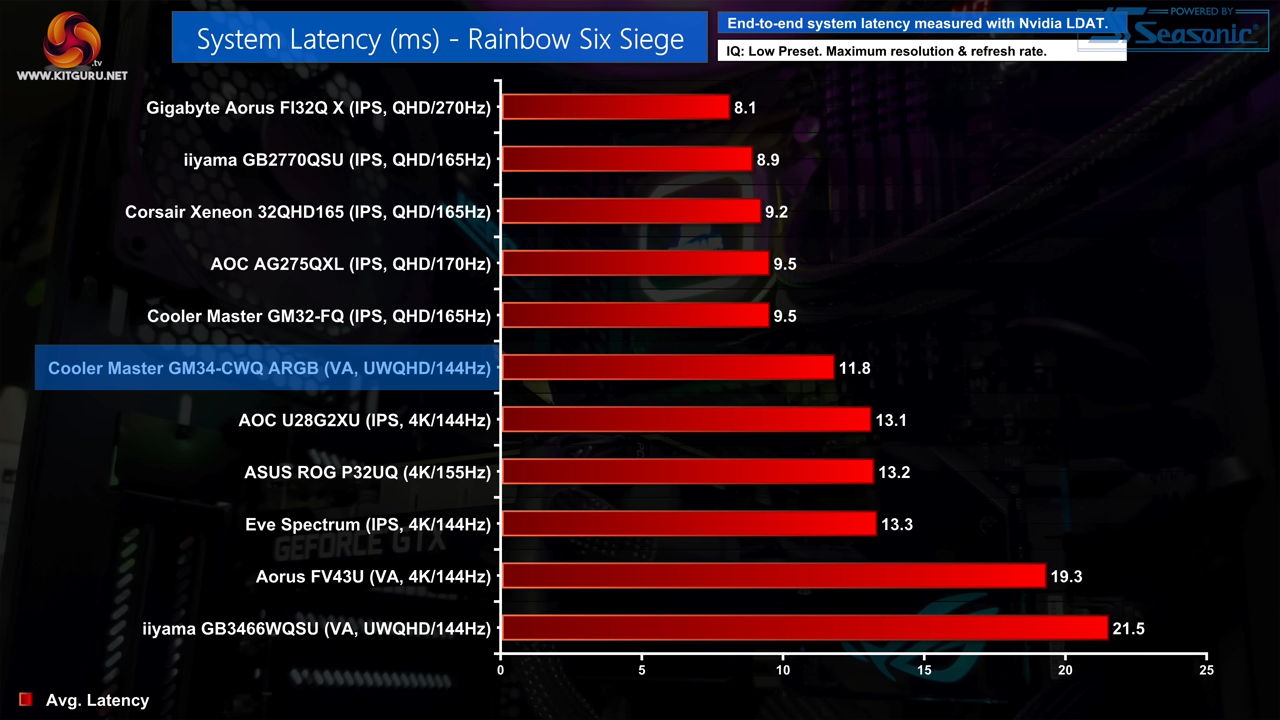 System Latency (ms) - Rainbow Six Siege
End-to-end system latency measured with Nvidia LDAT.
IQ: Low Preset. Maximum resolution & refresh rate.
POWERED BY
Seasonic
.tv
WWW.KITGURU.NET
Gigabyte Aorus FI32Q X (IPS, QHD/270Hz) 8.1
iiyama GB2770QSU (IPS, QHD/165Hz) 8.9
Corsair Xeneon 32QHD165 (IPS, QHD/165Hz) 9.2
AOC AG275QXL (IPS, QHD/170Hz) 9.5
Cooler Master GM32-FQ (IPS, QHD/165Hz) 9.5
Cooler Master GM34-CWQ ARGB (VA, UWQHD/144Hz) 11.8
AOC U28G2XU (IPS, 4K/144Hz) 13.1
ASUS ROG P32UQ (4K/155Hz) 13.2
Eve Spectrum (IPS, 4K/144Hz) 13.3
GEFORCE GTX
Aorus FV43U (VA, 4K/144Hz) 19.3
iiyama GB3466WQSU (VA, UWQHD/144Hz) 21.5
0 5 10 15 20 25
Avg. Latency